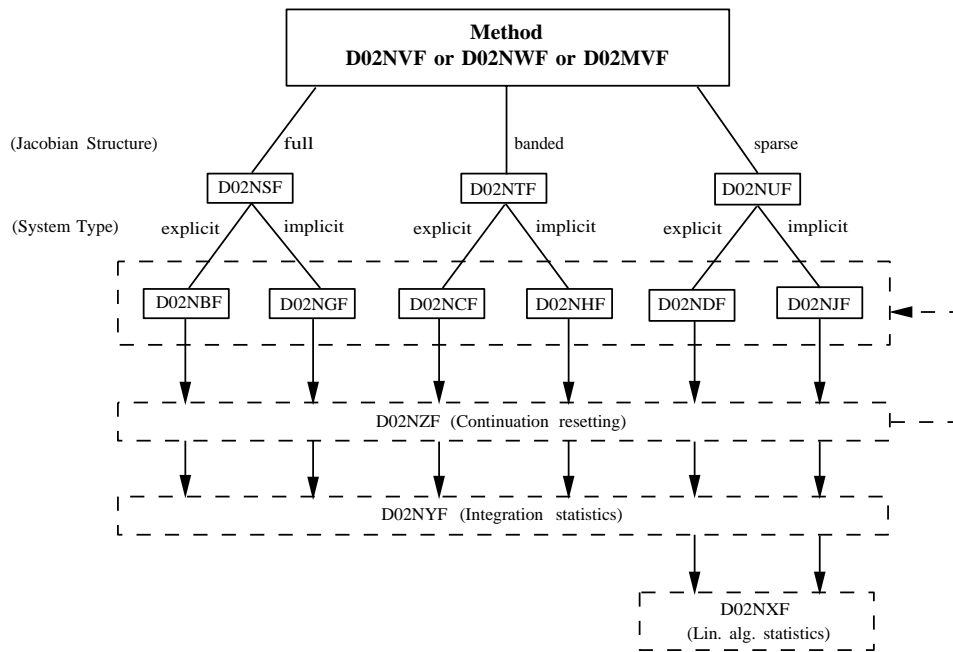 Method
D02NVF or D02NWF or D02MVF
(Jacobian Structure)
full
banded
sparse
D02NSF
D02NTF
D02NUF
(System Type)
explicit
implicit
explicit
implicit
explicit
implicit
D02NBF
D02NGF
D02NCF
D02NHF
D02NDF
D02NJF
D02NZF (Continuation resetting)
D02NYF (Integration statistics)
D02NXF
(Lin. alg. statistics)